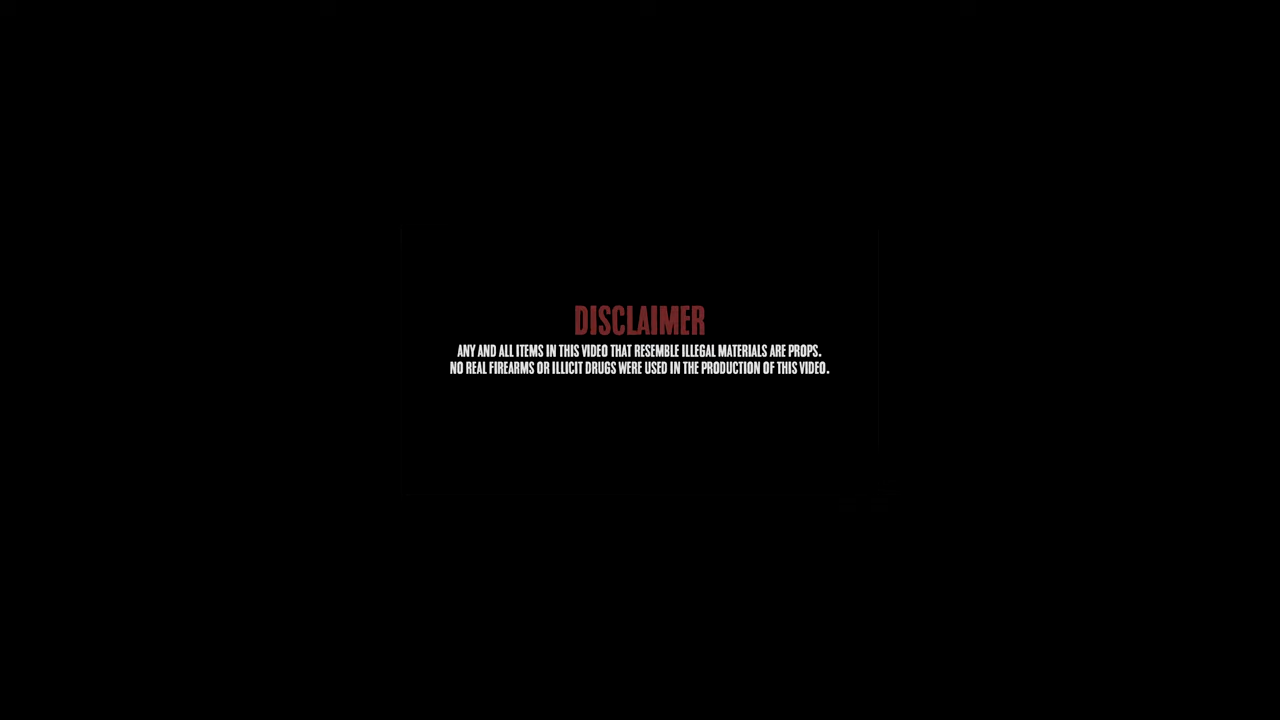 DISCLAIMER
ANY AND ALL ITEMS IN THIS VIDEO THAT RESEMBLE ILLEGAL MATERIALS ARE PROPS.
NO REAL FIREARMS OR ILLICIT DRUGS WERE USED IN THE PRODUCTION OF THIS VIDEO.